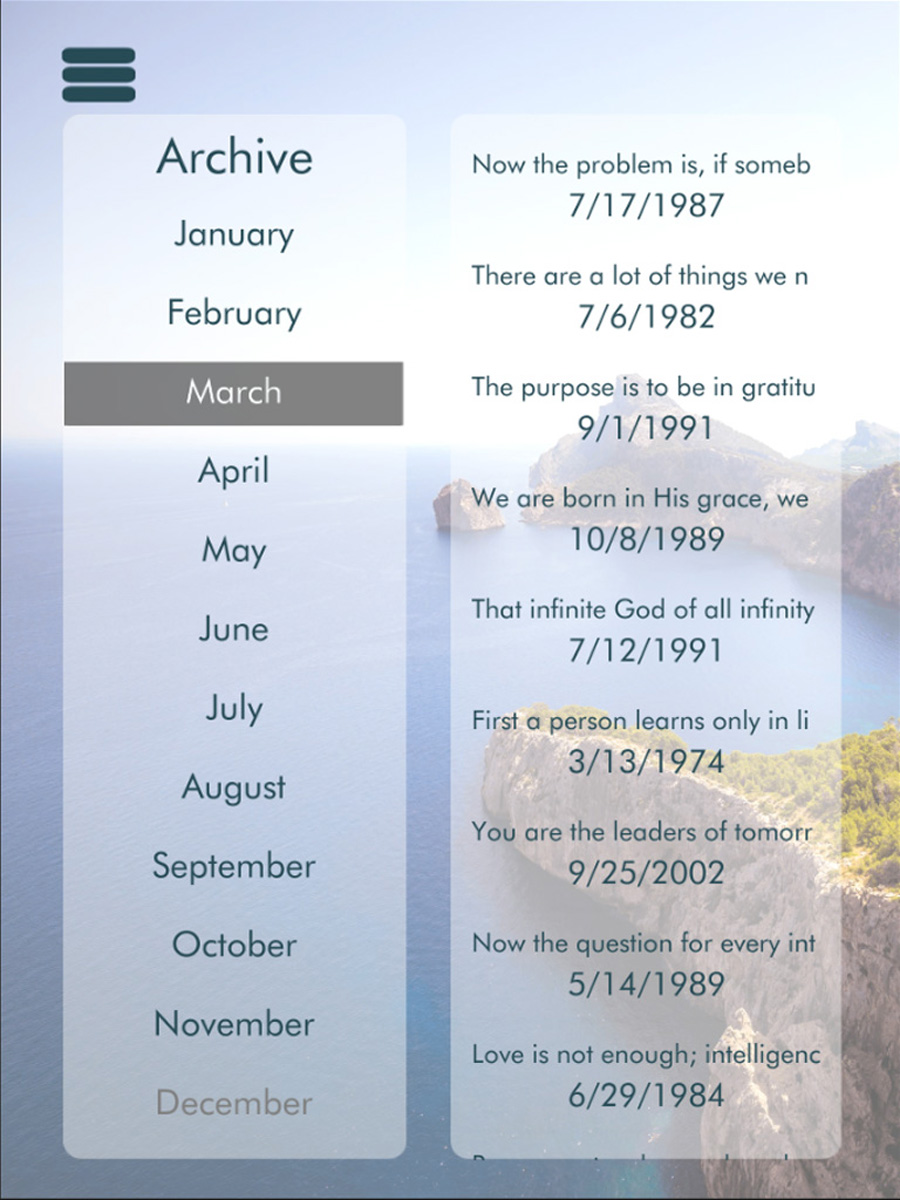 Archive
January
February
March
April
May
June
July
August
September
October
November
December
Now the problem is, if someb
7/17/1987
There are a lot of things we n
7/6/1982
The purpose is to be in gratitu
9/1/1991
We are born in His grace, we
10/8/1989
That infinite God of all infinity
7/12/1991
First a person learns only in li
3/13/1974
You are the leaders of tomorr
9/25/2002
Now the question for every int
5/14/1989
Love is not enough; intelligenc
6/29/1984